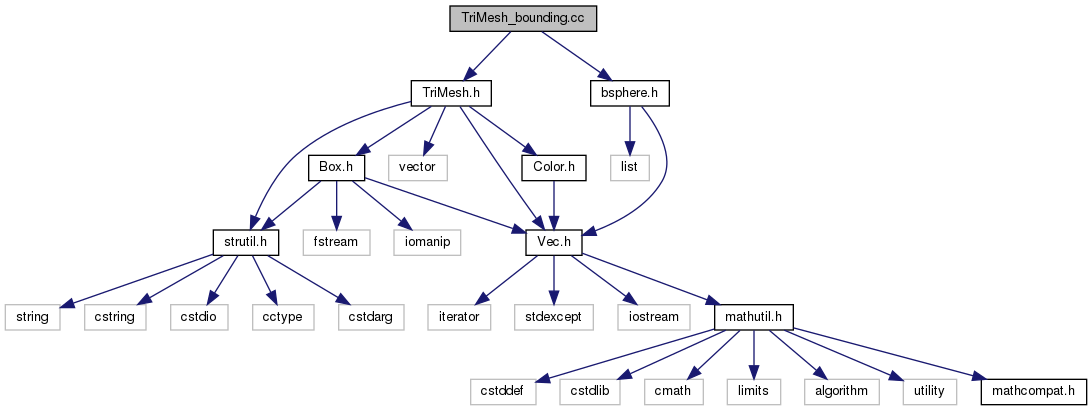 TriMesh_bounding.cc
TriMesh.h
bsphere.h
Box.h
vector
Color.h
list
strutil.h
fstream
iomanip
Vec.h
string
cstring
cstdio
cctype
cstdarg
iterator
stdexcept
iostream
mathutil.h
cstddef
cstdlib
cmath
limits
algorithm
utility
mathcompat.h